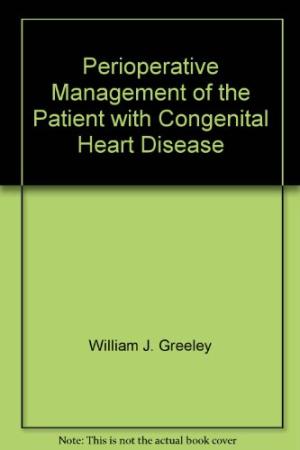 Perioperative
Management of the
Patient with Congenital
Heart Disease
William J. Greeley
Note: This is not the actual book cover